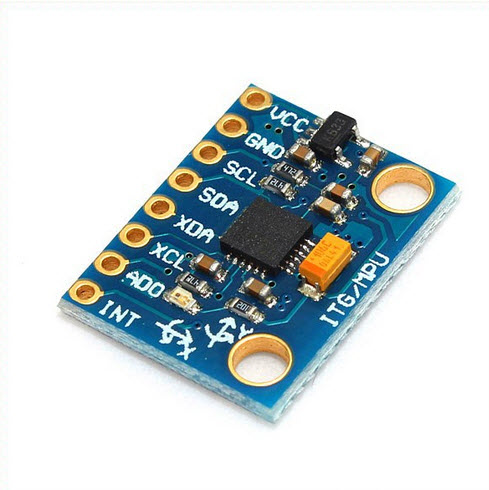 VCC
GND
SCL
SDA
XDA
XCL
ADO
INT
ITG/MPU
X
Y